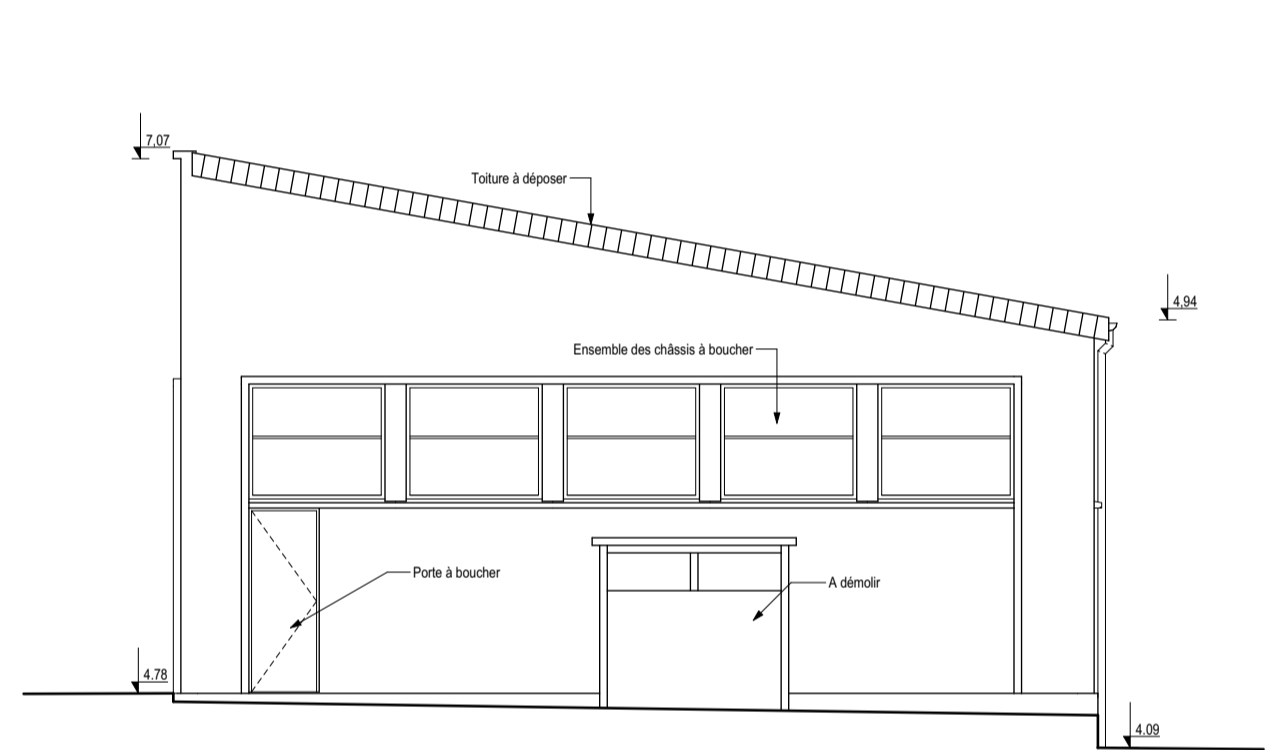 7,07
Toiture à déposer
4,94
Ensemble des châssis à boucher
Porte à boucher
A démolir
4.78
4.09